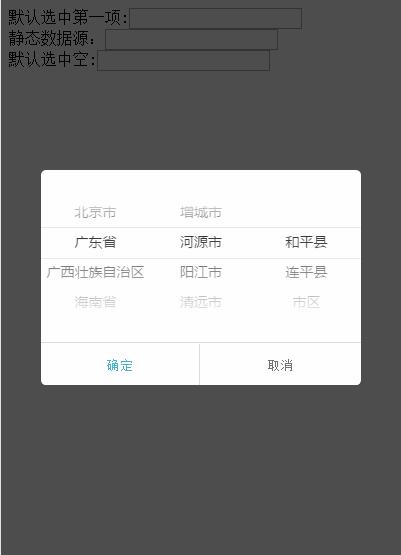 默认选中第一项:
静态数据源：
默认选中空:
北京市 增城市
广东省 河源市 和平县
广西壮族自治区 阳江市 连平县
海南省 清远市 市区
确定 取消